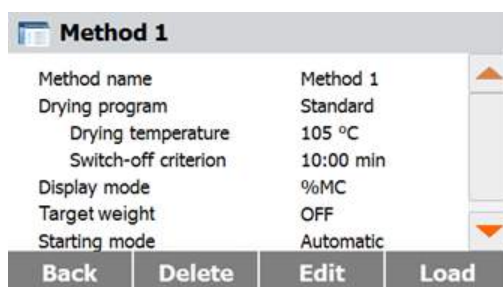 Method 1
Method name Method 1
Drying program Standard
Drying temperature 105 ºC
Switch-off criterion 10:00 min
Display mode %MC
Target weight OFF
Starting mode Automatic
Back Delete Edit Load